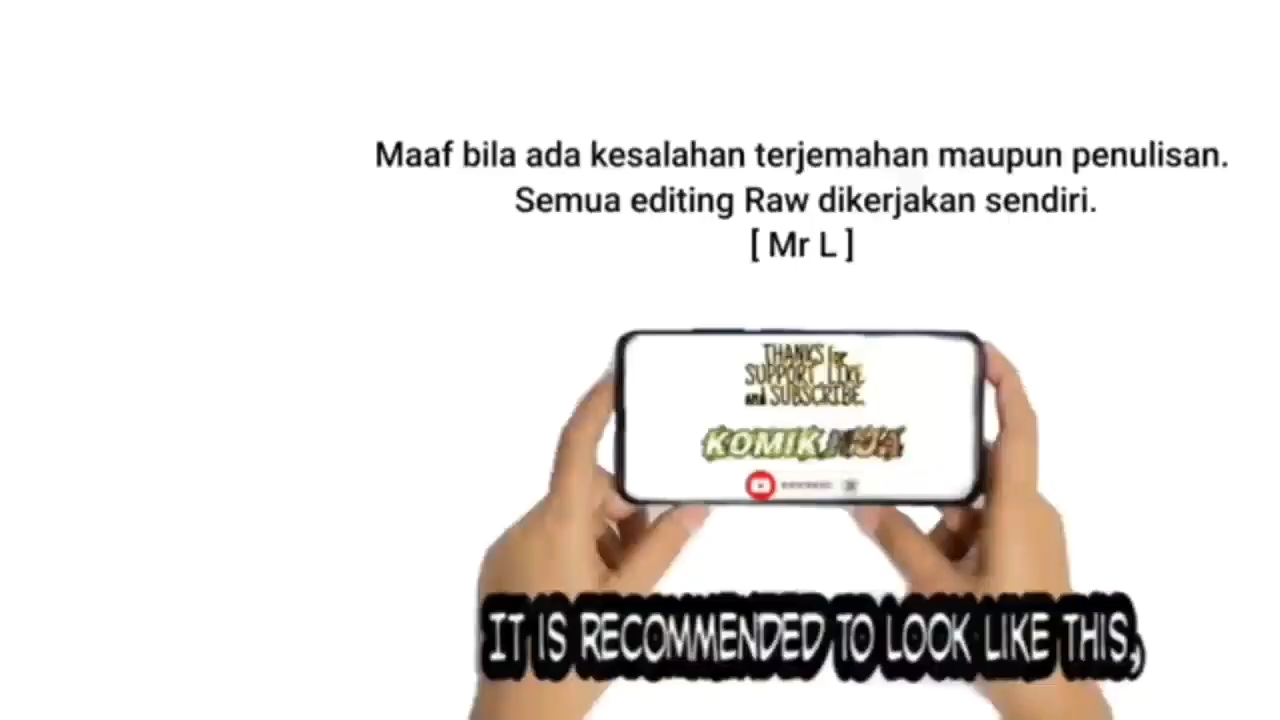 Maaf bila ada kesalahan terjemahan maupun penulisan.
Semua editing Raw dikerjakan sendiri.
[ Mr L ]
THANKS for
SUPPORT LIKE
and SUBSCRIBE.
KOMIK
IT IS RECOMMENDED TO LOOK LIKE THIS,